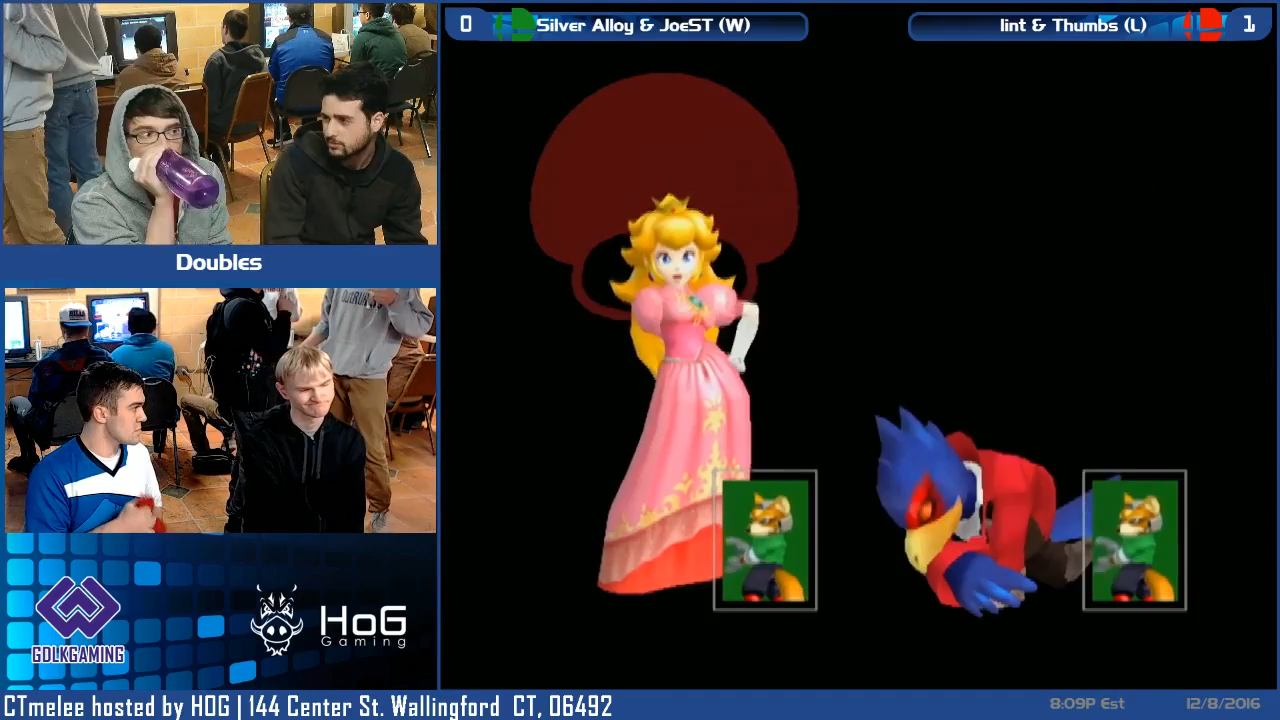 0 Silver Alloy & JoeST (W)
lint & Thumbs (L) 1
Doubles
GDLKGAMING
HoG
Gaming
CTmelee hosted by HOG | 144 Center St. Wallingford CT, 06492
8:09P Est 12/8/2016